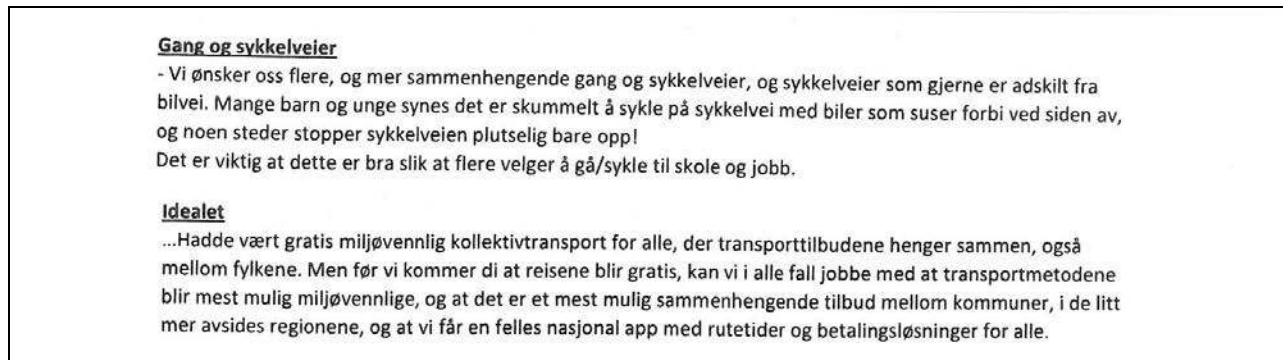 Gang og sykkelveier
- Vi ønsker oss flere, og mer sammenhengende gang og sykkelveier, og sykkelveier som gjerne er adskilt fra
bilvei. Mange barn og unge synes det er skummelt å sykle på sykkelvei med biler som suser forbi ved siden av,
og noen steder stopper sykkelveien plutselig bare opp!
Det er viktig at dette er bra slik at flere velger å gå/sykle til skole og jobb.
Idealet
...Hadde vært gratis miljøvennlig kollektivtransport for alle, der transporttilbudene henger sammen, også
mellom fylkene. Men før vi kommer di at reisene blir gratis, kan vi i alle fall jobbe med at transportmetodene
blir mest mulig miljøvennlige, og at det er et mest mulig sammenhengende tilbud mellom kommuner, i de litt
mer avsides regionene, og at vi får en felles nasjonal app med rutetider og betalingsløsninger for alle.